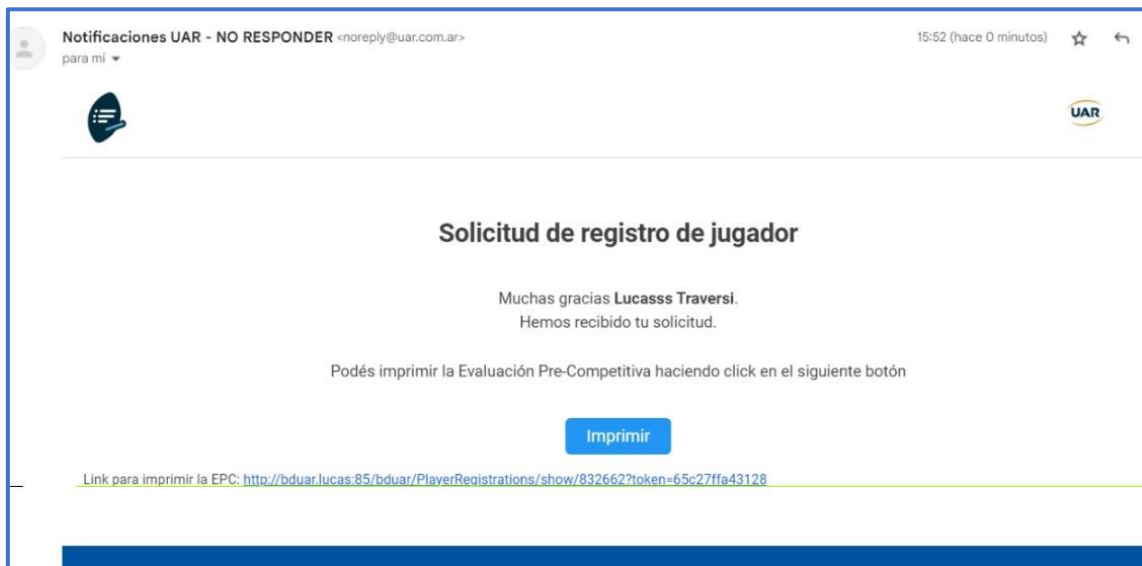 Notificaciones UAR - NO RESPONDER <noreply@uar.com.ar>
15:52 (hace 0 minutos)
para mí
UAR
Solicitud de registro de jugador
Muchas gracias Lucasss Traversi.
Hemos recibido tu solicitud.
Podés imprimir la Evaluación Pre-Competitiva haciendo click en el siguiente botón
Imprimir
Link para imprimir la EPC: http://bduar.lucas:85/bduar/PlayerRegistrations/show/832662?token=65c27ffa43128